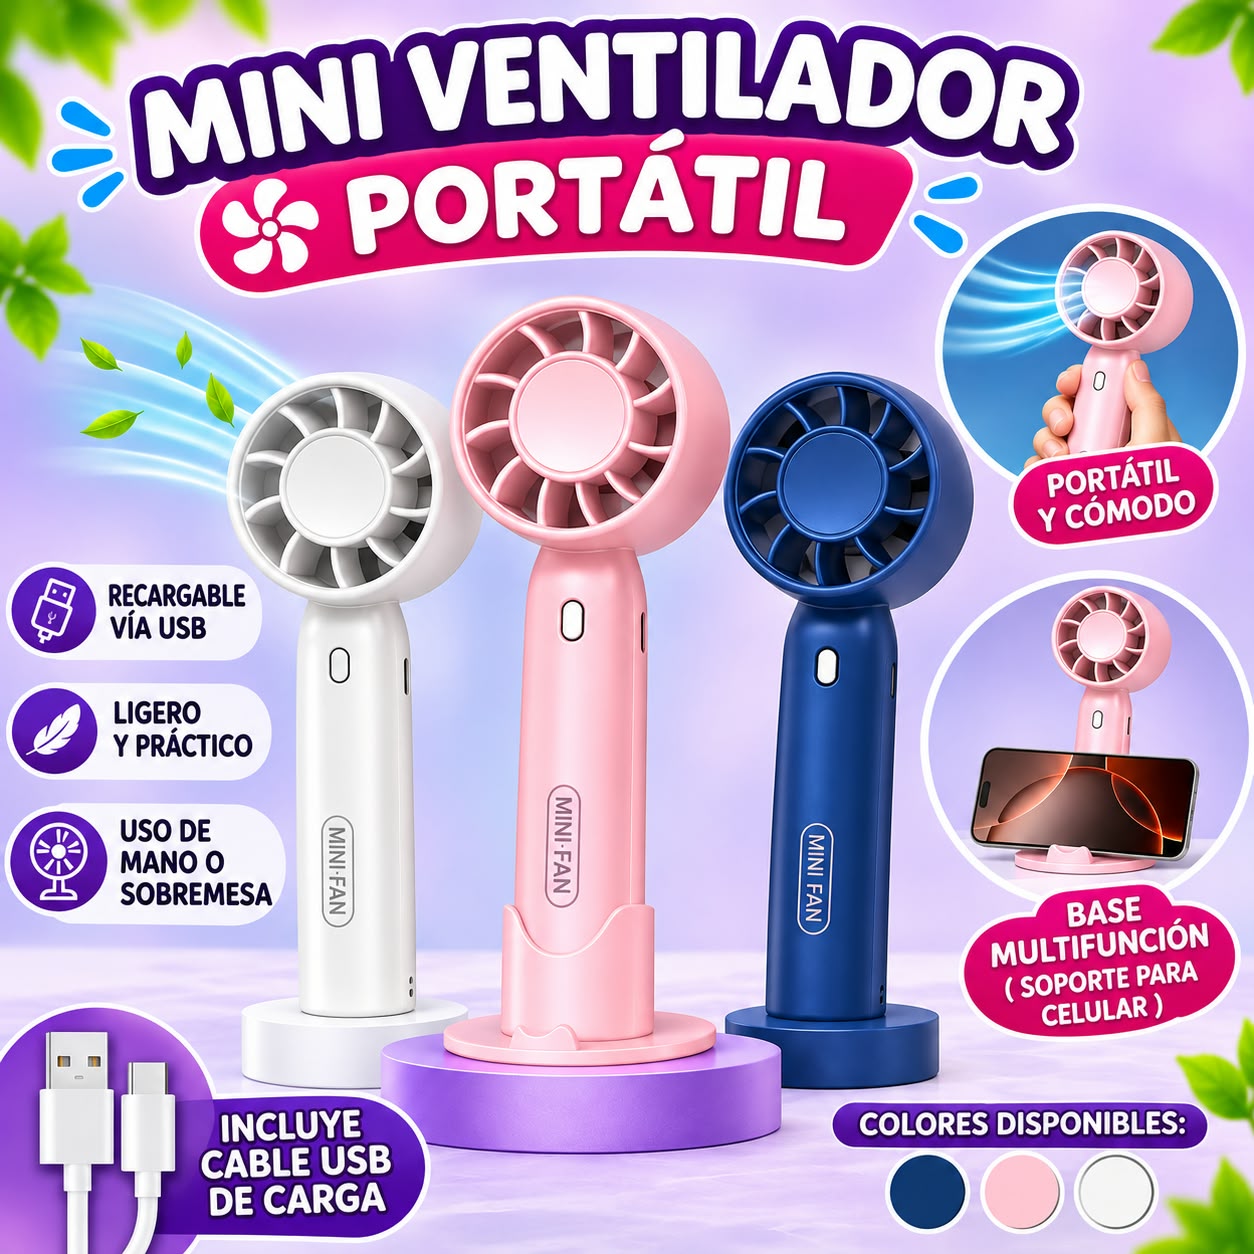 MINI VENTILADOR
PORTÁTIL
PORTÁTIL
Y CÓMODO
RECARGABLE
VÍA USB
LIGERO
Y PRÁCTICO
USO DE
MANO O
SOBREMESA
MINI·FAN
MINI·FAN
MINI FAN
BASE
MULTIFUNCIÓN
( SOPORTE PARA
CELULAR )
INCLUYE
CABLE USB
DE CARGA
COLORES DISPONIBLES: